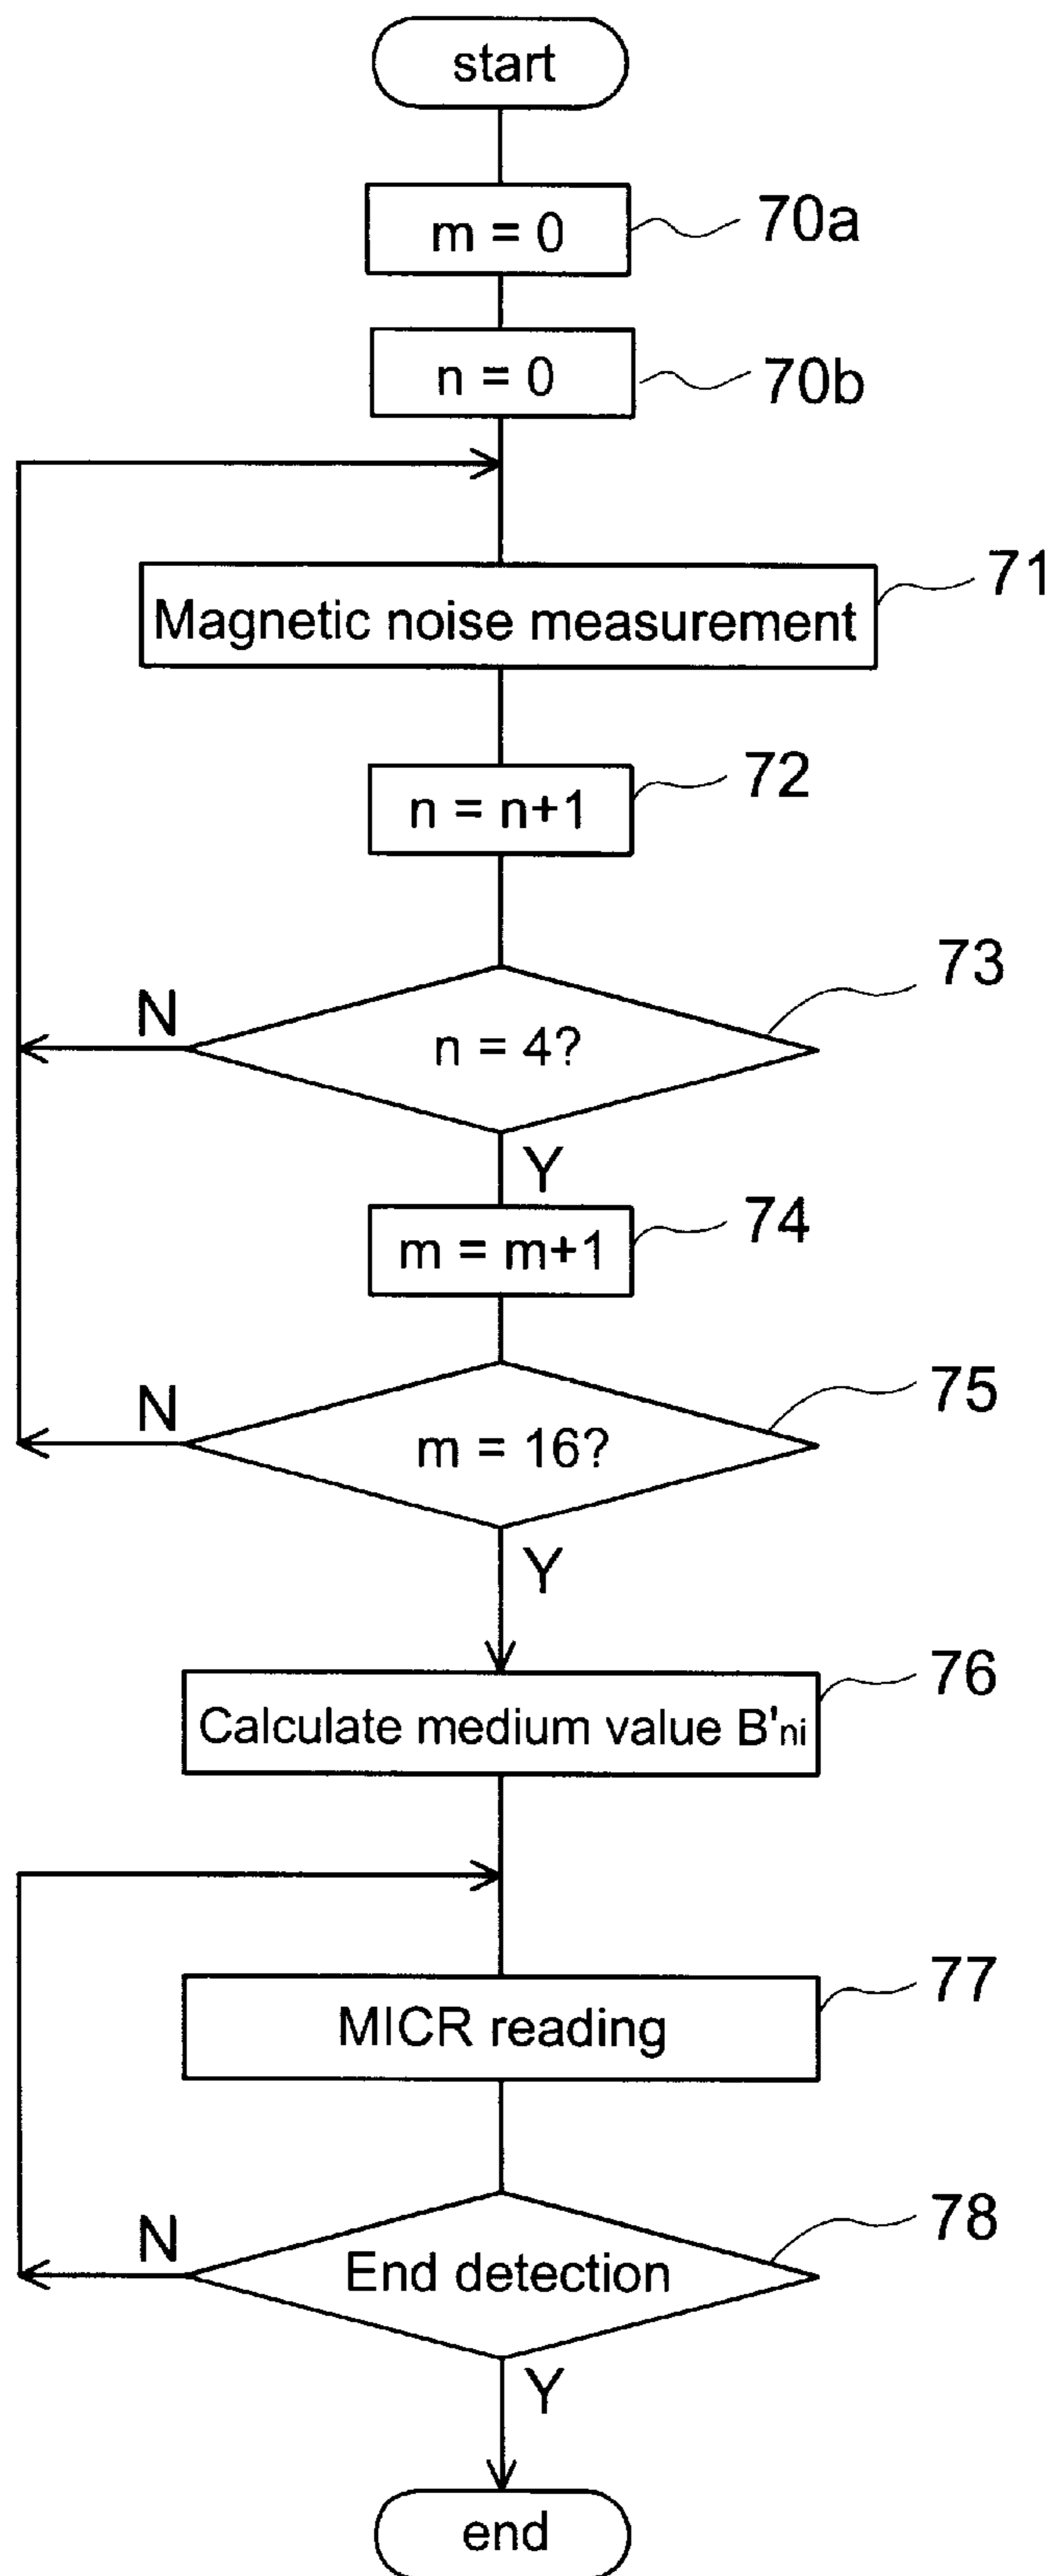 start
m = 0
70a
n = 0
70b
71
Magnetic noise measurement
72
n = n+1
73
N
n = 4?
Y
74
m = m+1
75
N
m = 16?
Y
76
Calculate medium value B'ni
77
MICR reading
78
N
End detection
Y
end